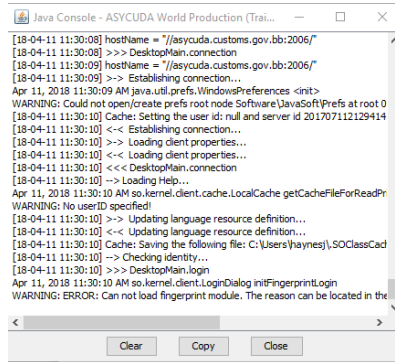 Java Console - ASYCUDA World Production (Trai...
[18-04-11 11:30:08] hostName = "//asycuda.customs.gov.bb:2006/"
[18-04-11 11:30:08] >>> DesktopMain.connection
[18-04-11 11:30:09] hostName = "//asycuda.customs.gov.bb:2006/"
[18-04-11 11:30:09] >-> Establishing connection...
Apr 11, 2018 11:30:09 AM java.util.prefs.WindowsPreferences <init>
WARNING: Could not open/create prefs root node Software\JavaSoft\Prefs at root 0
[18-04-11 11:30:10] Cache: Setting the user id: null and server id 201707112129414
[18-04-11 11:30:10] <-< Establishing connection...
[18-04-11 11:30:10] >-> Loading client properties...
[18-04-11 11:30:10] <-< Loading client properties...
[18-04-11 11:30:10] <<< DesktopMain.connection
[18-04-11 11:30:10] --> Loading Help...
Apr 11, 2018 11:30:10 AM so.kernel.client.cache.LocalCache getCacheFileForReadPr
WARNING: No userID specified!
[18-04-11 11:30:10] >-> Updating language resource definition...
[18-04-11 11:30:10] <-< Updating language resource definition...
[18-04-11 11:30:10] Cache: Saving the following file: C:\Users\haynesj\.SOClassCach
[18-04-11 11:30:10] --> Checking identity...
[18-04-11 11:30:10] >>> DesktopMain.login
Apr 11, 2018 11:30:10 AM so.kernel.client.LoginDialog initFingerprintLogin
WARNING: ERROR: Can not load fingerprint module. The reason can be located in the
Clear Copy Close